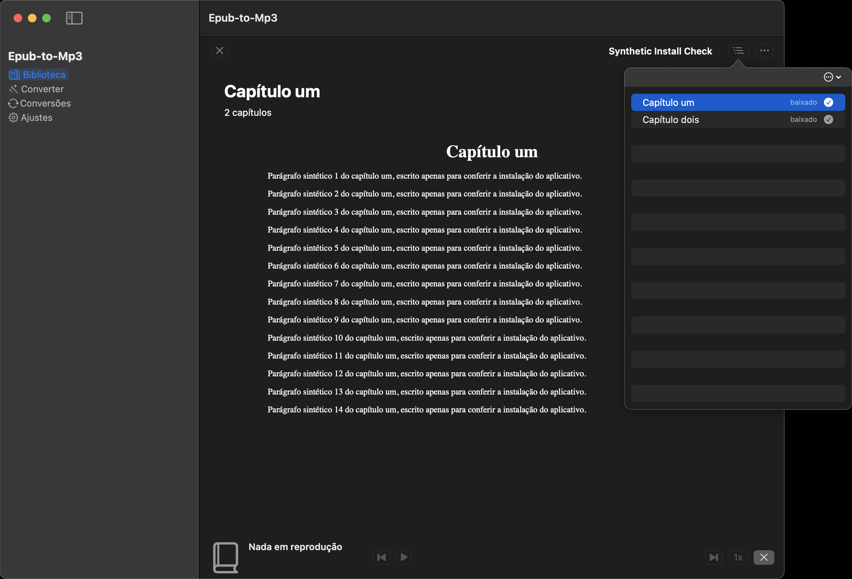 Epub-to-Mp3
Epub-to-Mp3
Biblioteca
Converter
Conversões
Ajustes
Synthetic Install Check
Capítulo um
2 capítulos
Capítulo um
Parágrafo sintético 1 do capítulo um, escrito apenas para conferir a instalação do aplicativo.
Parágrafo sintético 2 do capítulo um, escrito apenas para conferir a instalação do aplicativo.
Parágrafo sintético 3 do capítulo um, escrito apenas para conferir a instalação do aplicativo.
Parágrafo sintético 4 do capítulo um, escrito apenas para conferir a instalação do aplicativo.
Parágrafo sintético 5 do capítulo um, escrito apenas para conferir a instalação do aplicativo.
Parágrafo sintético 6 do capítulo um, escrito apenas para conferir a instalação do aplicativo.
Parágrafo sintético 7 do capítulo um, escrito apenas para conferir a instalação do aplicativo.
Parágrafo sintético 8 do capítulo um, escrito apenas para conferir a instalação do aplicativo.
Parágrafo sintético 9 do capítulo um, escrito apenas para conferir a instalação do aplicativo.
Parágrafo sintético 10 do capítulo um, escrito apenas para conferir a instalação do aplicativo.
Parágrafo sintético 11 do capítulo um, escrito apenas para conferir a instalação do aplicativo.
Parágrafo sintético 12 do capítulo um, escrito apenas para conferir a instalação do aplicativo.
Parágrafo sintético 13 do capítulo um, escrito apenas para conferir a instalação do aplicativo.
Parágrafo sintético 14 do capítulo um, escrito apenas para conferir a instalação do aplicativo.
Capítulo um baixado
Capítulo dois baixado
Nada em reprodução
1x